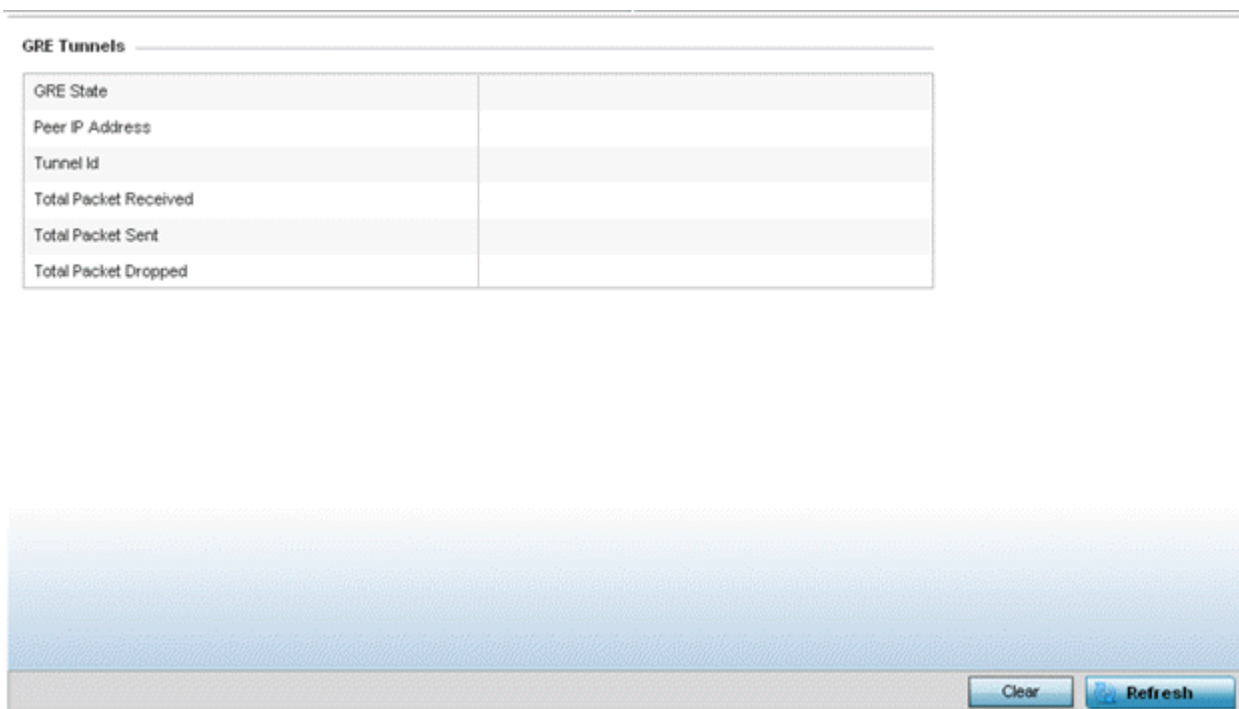 GRE Tunnels
GRE State
Peer IP Address
Tunnel Id
Total Packet Received
Total Packet Sent
Total Packet Dropped
Clear
Refresh